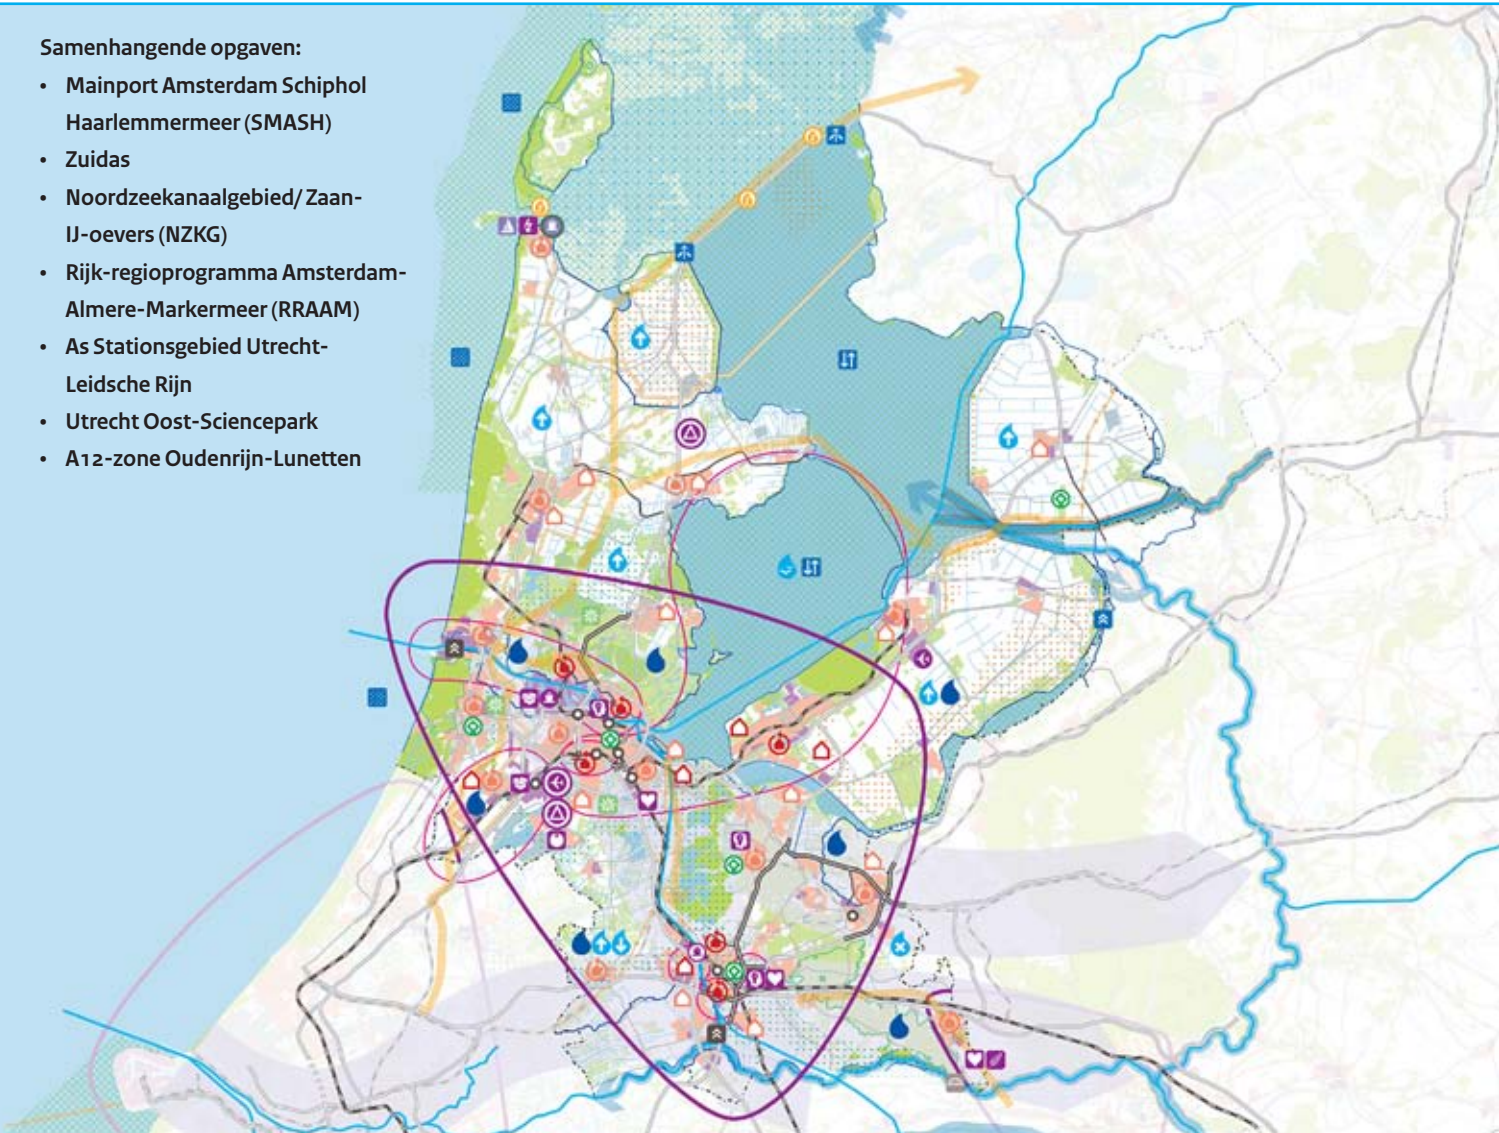 Samenhangende opgaven:
• Mainport Amsterdam Schiphol
Haarlemmermeer (SMASH)
• Zuidas
• Noordzeekanaalgebied/ Zaan-
IJ-oevers (NZKG)
• Rijk-regioprogramma Amsterdam-
Almere-Markermeer (RRAAM)
• As Stationsgebied Utrecht-
Leidsche Rijn
• Utrecht Oost-Sciencepark
• A12-zone Oudenrijn-Lunetten